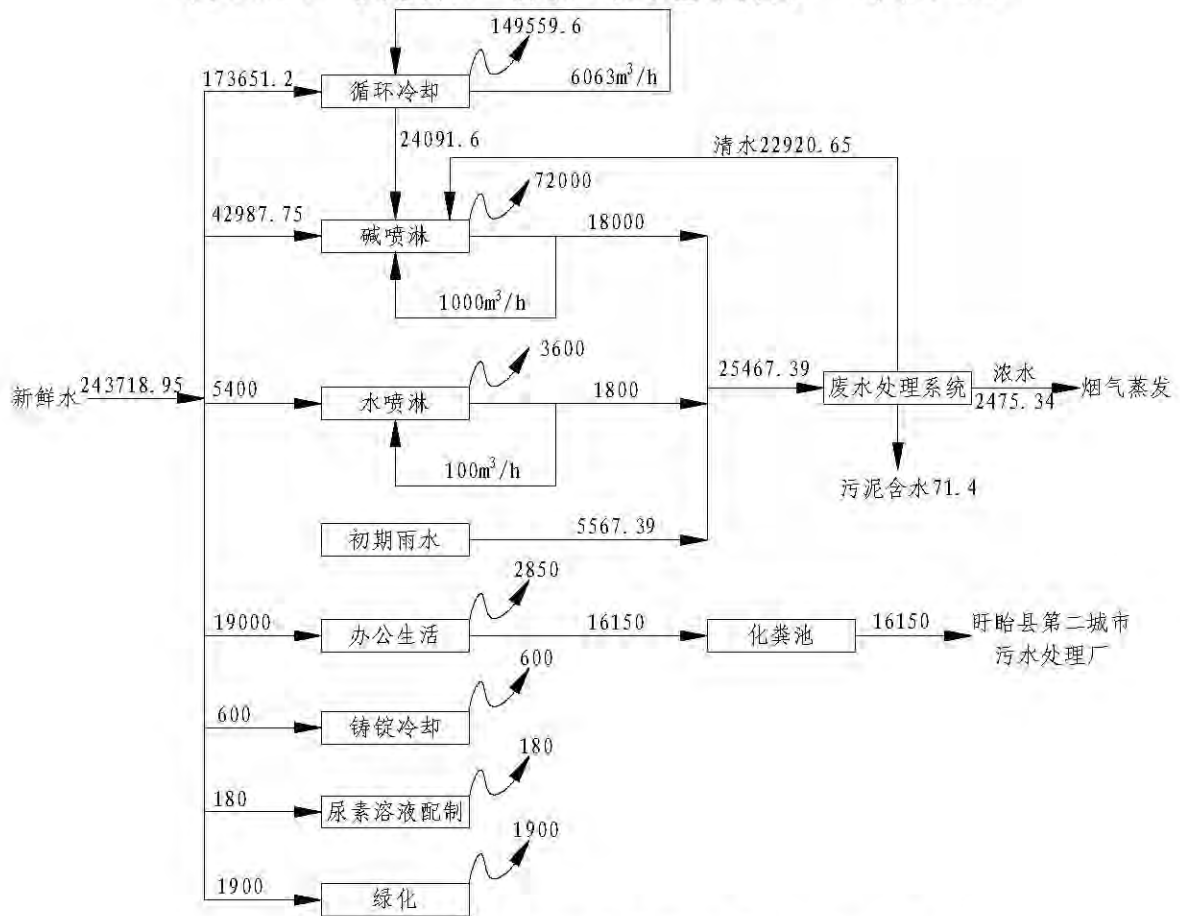 149559.6
173651.2
循环冷却
6063m³/h
24091.6
清水22920.65
72000
42987.75
碱喷淋
18000
1000m³/h
3600
新鲜水
243718.95
5400
水喷淋
1800
25467.39
废水处理系统
浓水
2475.34
烟气蒸发
100m³/h
污泥含水71.4
初期雨水
5567.39
2850
19000
办公生活
16150
化粪池
16150
盱眙县第二城市
污水处理厂
600
600
铸锭冷却
180
180
尿素溶液配制
1900
1900
绿化